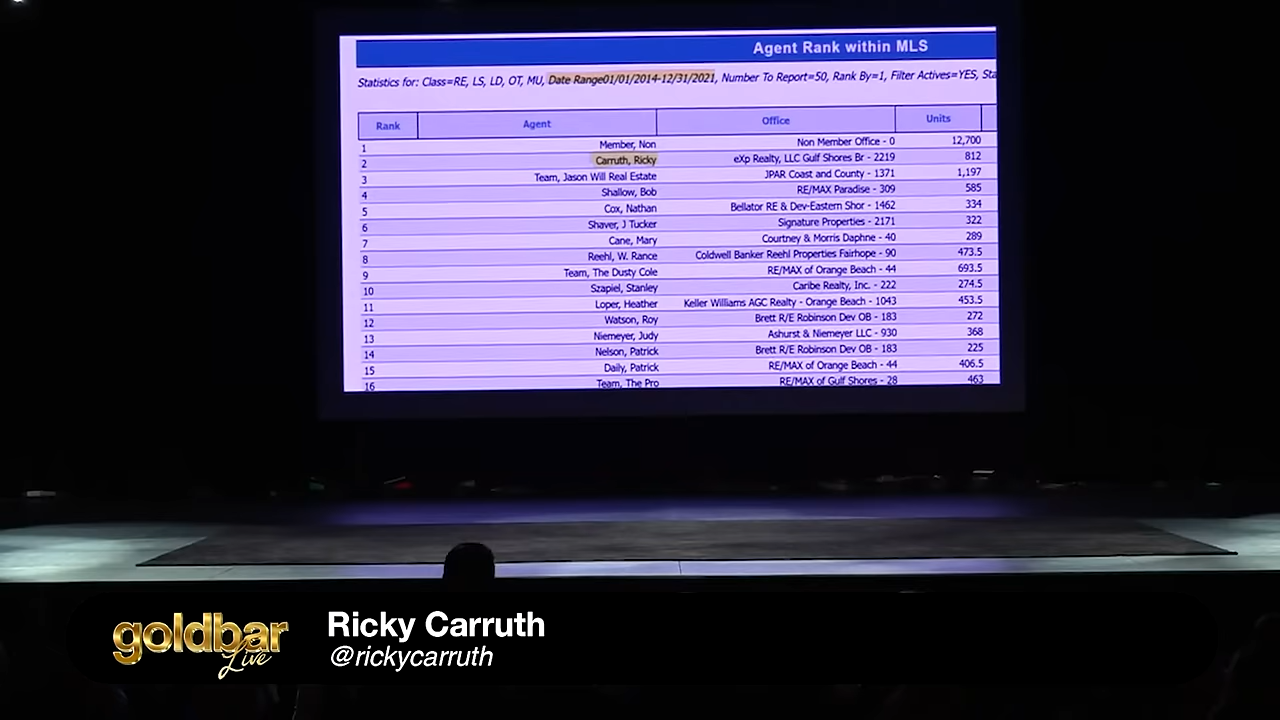 Agent Rank within MLS
Statistics for: Class=RE, LS, LD, OT, MU, Date Range01/01/2014-12/31/2021, Number To Report=50, Rank By=1, Filter Actives=YES, Sta
Rank Agent Office Units
1 Member, Non Non Member Office - 0 12,700
2 Carruth, Ricky eXp Realty, LLC Gulf Shores Br - 2219 812
3 Team, Jason Will Real Estate JPAR Coast and County - 1371 1,197
4 Shallow, Bob RE/MAX Paradise - 309 585
5 Cox, Nathan Bellator RE & Dev-Eastern Shor - 1462 334
6 Shaver, J Tucker Signature Properties - 2171 322
7 Cane, Mary Courtney & Morris Daphne - 40 289
8 Reehl, W. Rance Coldwell Banker Reehl Properties Fairhope - 90 473.5
9 Team, The Dusty Cole RE/MAX of Orange Beach - 44 693.5
10 Szapiel, Stanley Caribe Realty, Inc. - 222 274.5
11 Loper, Heather Keller Williams AGC Realty - Orange Beach - 1043 453.5
12 Watson, Roy Brett R/E Robinson Dev OB - 183 272
13 Niemeyer, Judy Ashurst & Niemeyer LLC - 930 368
14 Nelson, Patrick Brett R/E Robinson Dev OB - 183 225
15 Daily, Patrick RE/MAX of Orange Beach - 44 406.5
16 Team, The Pro RE/MAX of Gulf Shores - 28 463
goldbar Live
Ricky Carruth
@rickycarruth